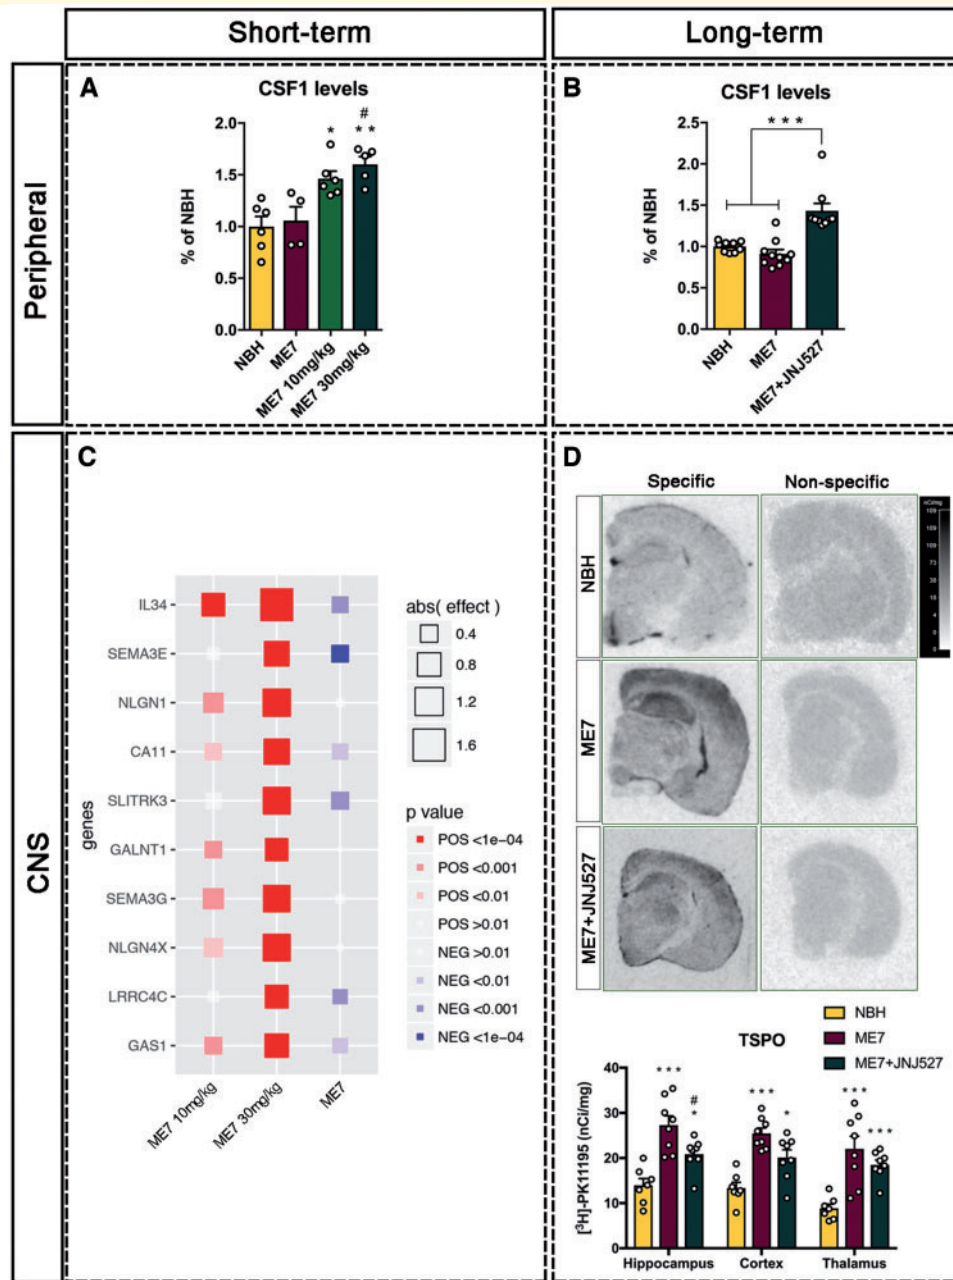 Short-term
Long-term
Peripheral
A
CSF1 levels
% of NBH
2.0
1.5
1.0
0.5
0.0
*
#
**
NBH
ME7
ME7 10mg/kg
ME7 30mg/kg
B
CSF1 levels
% of NBH
2.5
2.0
1.5
1.0
0.5
0.0
***
NBH
ME7
ME7+JNJ527
CNS
C
genes
IL34
SEMA3E
NLGN1
CA11
SLITRK3
GALNT1
SEMA3G
NLGN4X
LRRC4C
GAS1
ME7 10mg/kg
ME7 30mg/kg
ME7
abs( effect )
0.4
0.8
1.2
1.6
p value
POS <1e-04
POS <0.001
POS <0.01
POS >0.01
NEG >0.01
NEG <0.01
NEG <0.001
NEG <1e-04
D
Specific
Non-specific
NBH
ME7
ME7+JNJ527
nCi/mg
NBH
ME7
ME7+JNJ527
TSPO
[³H]-PK1195 (nCi/mg)
40
30
20
10
0
***
#
*
***
*
***
***
Hippocampus
Cortex
Thalamus